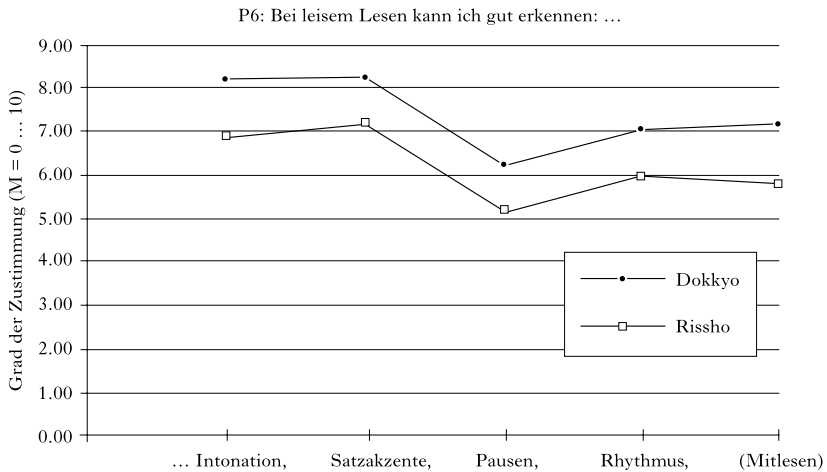 P6: Bei leisem Lesen kann ich gut erkennen: …
Grad der Zustimmung (M = 0 … 10)
9.00
8.00
7.00
6.00
5.00
4.00
3.00
2.00
1.00
0.00
Dokkyo
Rissho
… Intonation, Satzakzente, Pausen, Rhythmus, (Mitlesen)